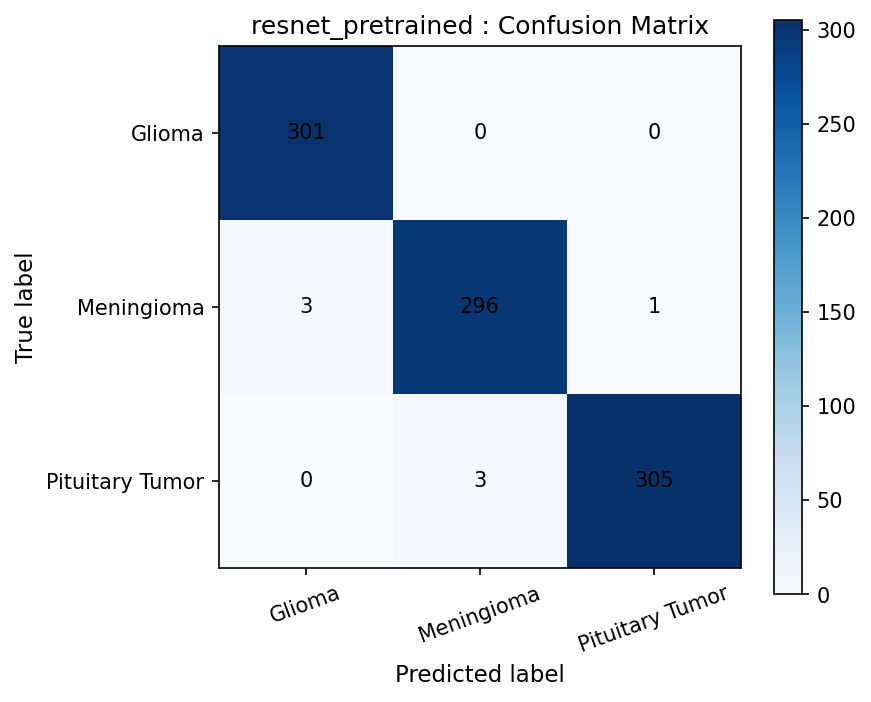 resnet_pretrained : Confusion Matrix
True label
Glioma
Meningioma
Pituitary Tumor
301 0 0
3 296 1
0 3 305
Glioma Meningioma Pituitary Tumor
Predicted label
300
250
200
150
100
50
0